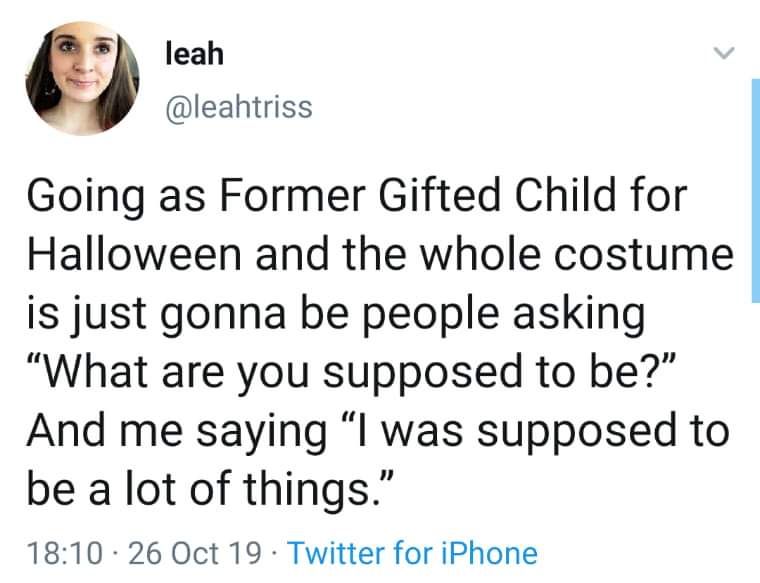 leah
@leahtriss
Going as Former Gifted Child for
Halloween and the whole costume
is just gonna be people asking
“What are you supposed to be?”
And me saying “I was supposed to
be a lot of things.”
18:10 · 26 Oct 19 · Twitter for iPhone